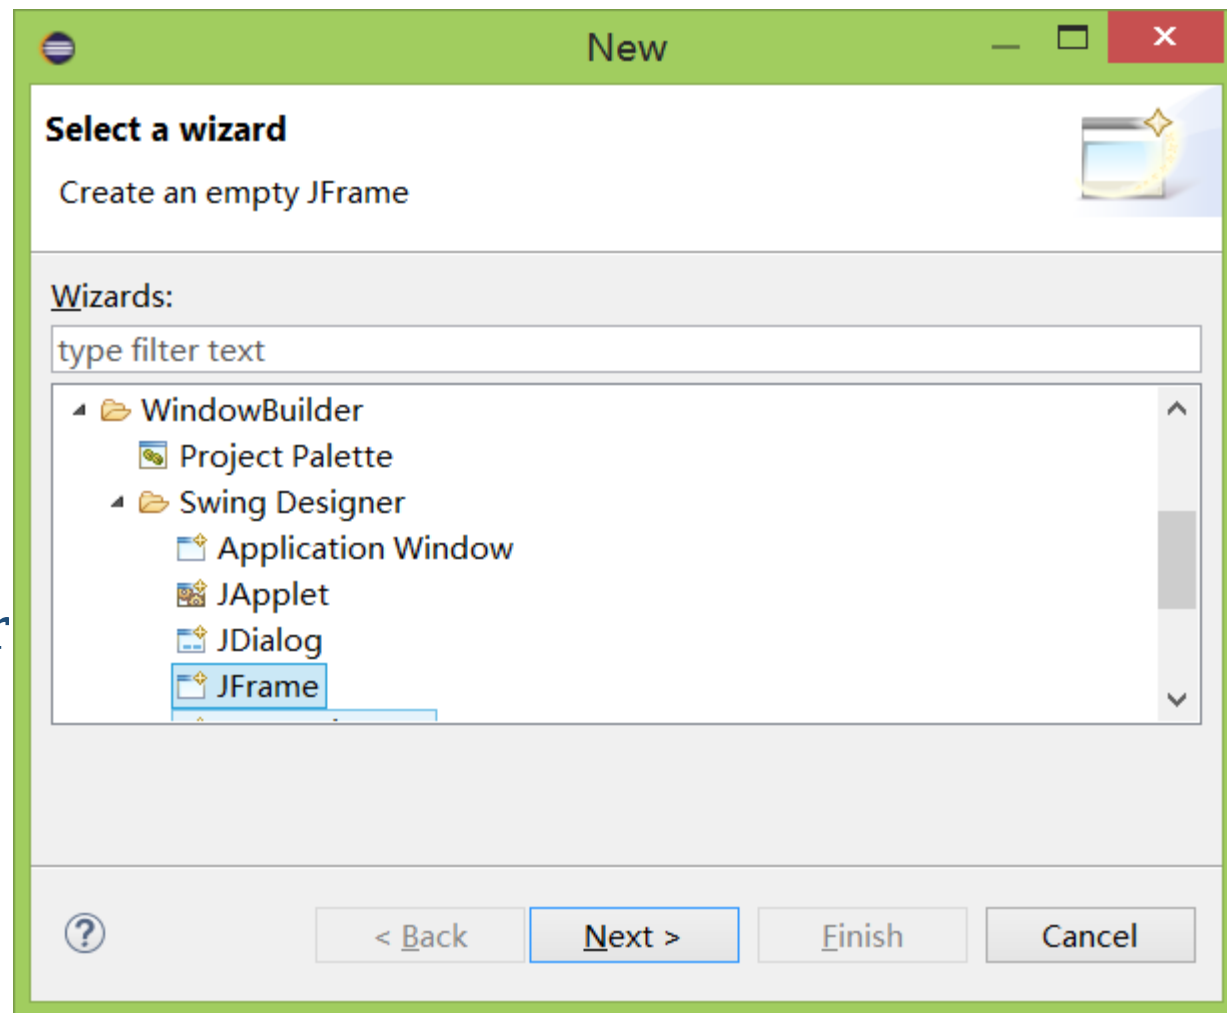 New
Select a wizard
Create an empty JFrame
Wizards:
type filter text
WindowBuilder
Project Palette
Swing Designer
Application Window
JApplet
JDialog
JFrame
< Back Next > Finish Cancel